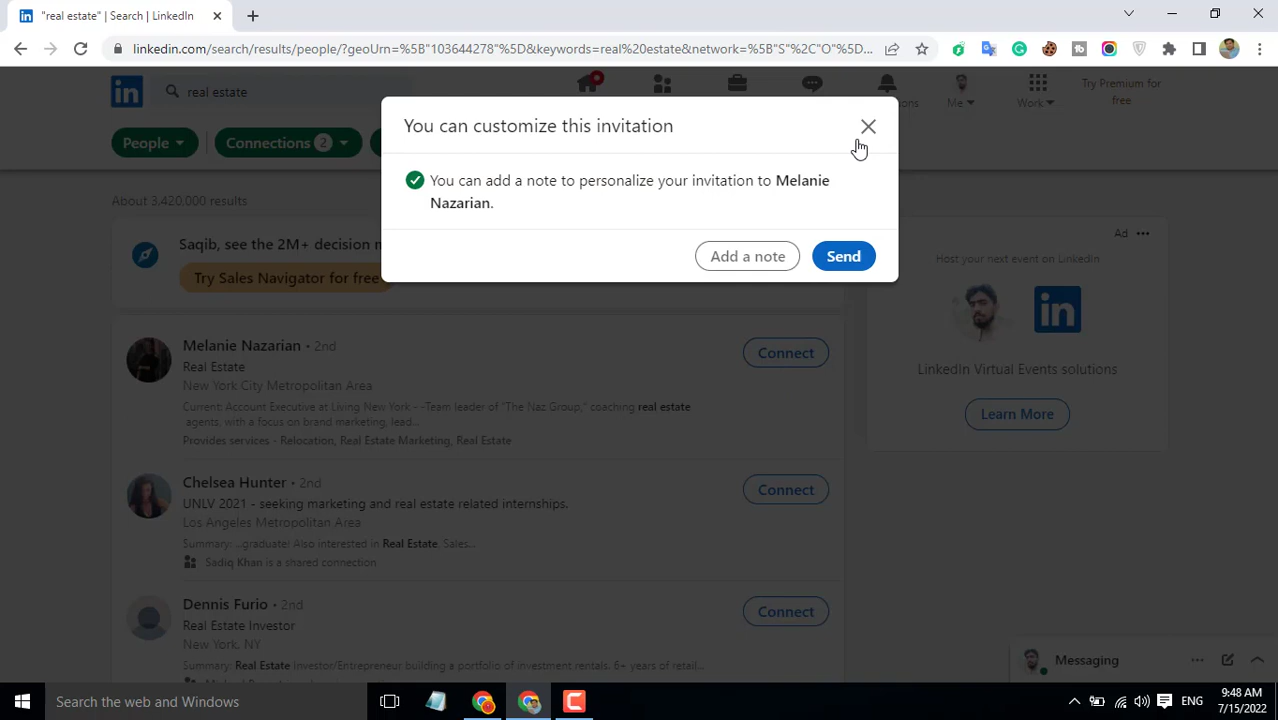 "real estate" | Search | LinkedIn
linkedin.com/search/results/people/?geoUrn=%5B"103644278"%5D&keywords=real%20estate&network=%5B"S"%2C"O"%5D...
in
real estate
Me
Work
Try Premium for
free
People
Connections 2
You can customize this invitation
You can add a note to personalize your invitation to Melanie
Nazarian.
Add a note
Send
About 3,420,000 results
Saqib, see the 2M+ decision
Try Sales Navigator for free
Ad
Host your next event on LinkedIn
in
LinkedIn Virtual Events solutions
Learn More
Melanie Nazarian • 2nd
Real Estate
New York City Metropolitan Area
Current: Account Executive at Living New York - -Team leader of "The Naz Group," coaching real estate
agents, with a focus on brand marketing, lead...
Provides services - Relocation, Real Estate Marketing, Real Estate
Connect
Chelsea Hunter • 2nd
UNLV 2021 - seeking marketing and real estate related internships.
Los Angeles Metropolitan Area
Summary: ...graduate! Also interested in Real Estate, Sales...
Sadiq Khan is a shared connection
Connect
Dennis Furio • 2nd
Real Estate Investor
New York, NY
Summary: Real Estate Investor/Entrepreneur building a portfolio of investment rentals. 6+ years of retail...
Connect
Messaging
Search the web and Windows
ENG
9:48 AM
7/15/2022